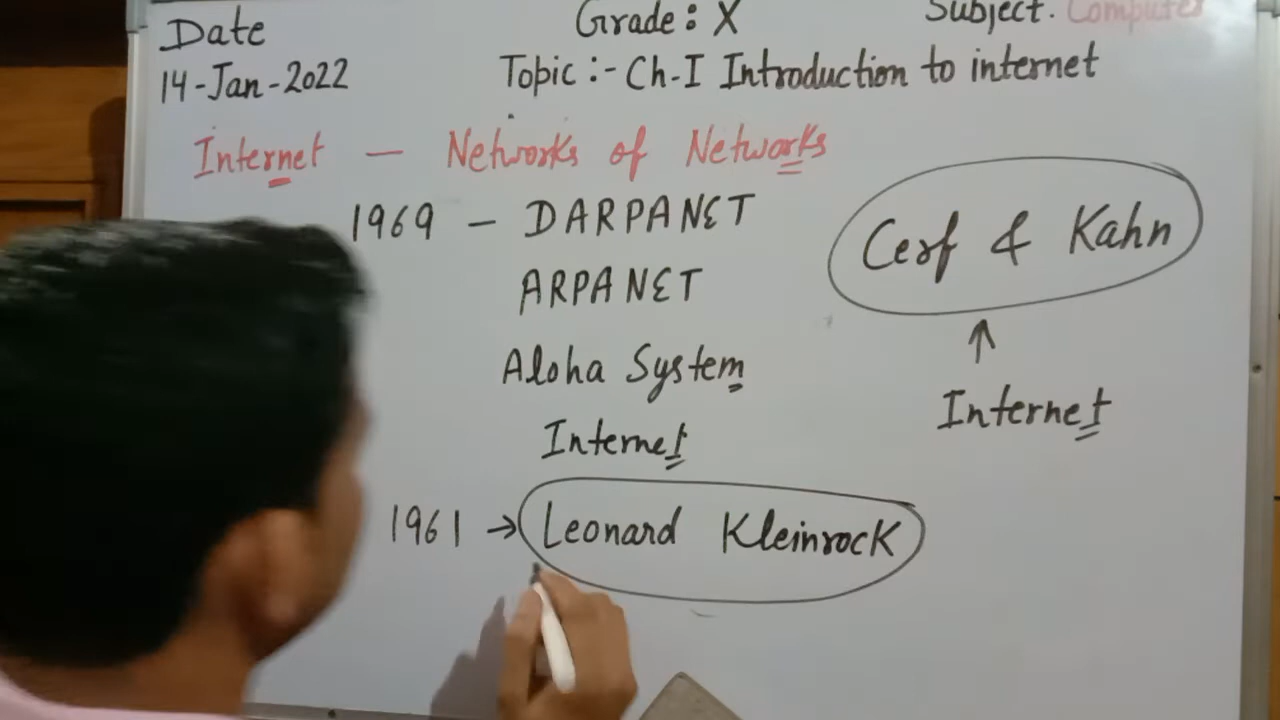 Date Grade: X Subject. Computer
14-Jan-2022 Topic :- Ch-I Introduction to internet
Internet — Networks of Networks
1969 - DARPANET
ARPANET
Cerf & Kahn
Aloha System
Internet
Internet
1961 → Leonard Kleinrock